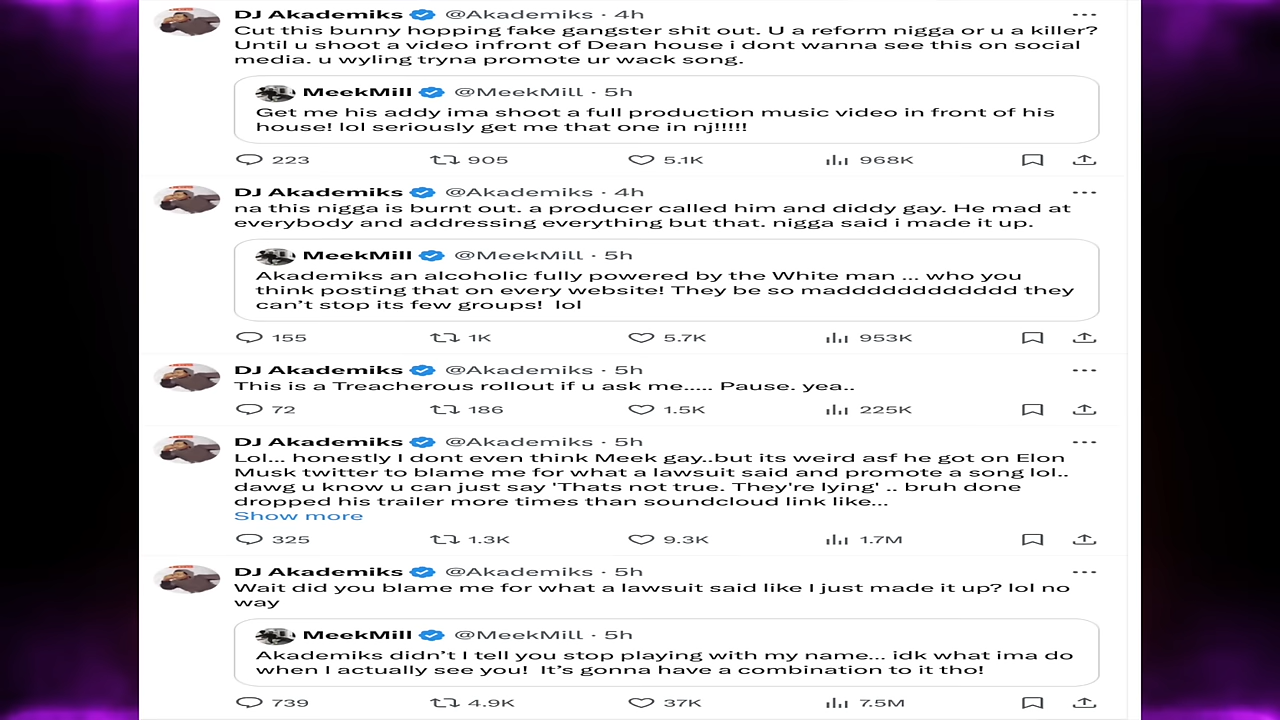 DJ Akademiks @Akademiks · 4h
Cut this bunny hopping fake gangster shit out. U a reform nigga or u a killer?
Until u shoot a video infront of Dean house i dont wanna see this on social
media. u wyling tryna promote ur wack song.
MeekMill @MeekMill · 5h
Get me his addy ima shoot a full production music video in front of his
house! lol seriously get me that one in nj!!!!!
223 905 5.1K 968K
DJ Akademiks @Akademiks · 4h
na this nigga is burnt out. a producer called him and diddy gay. He mad at
everybody and addressing everything but that. nigga said i made it up.
MeekMill @MeekMill · 5h
Akademiks an alcoholic fully powered by the White man ... who you
think posting that on every website! They be so madddddddddddd they
can’t stop its few groups! lol
155 1K 5.7K 953K
DJ Akademiks @Akademiks · 5h
This is a Treacherous rollout if u ask me..... Pause. yea..
72 186 1.5K 225K
DJ Akademiks @Akademiks · 5h
Lol... honestly I dont even think Meek gay..but its weird asf he got on Elon
Musk twitter to blame me for what a lawsuit said and promote a song lol..
dawg u know u can just say 'Thats not true. They're lying' .. bruh done
dropped his trailer more times than soundcloud link like...
Show more
325 1.3K 9.3K 1.7M
DJ Akademiks @Akademiks · 5h
Wait did you blame me for what a lawsuit said like I just made it up? lol no
way
MeekMill @MeekMill · 5h
Akademiks didn’t I tell you stop playing with my name... idk what ima do
when I actually see you! It’s gonna have a combination to it tho!
739 4.9K 37K 7.5M